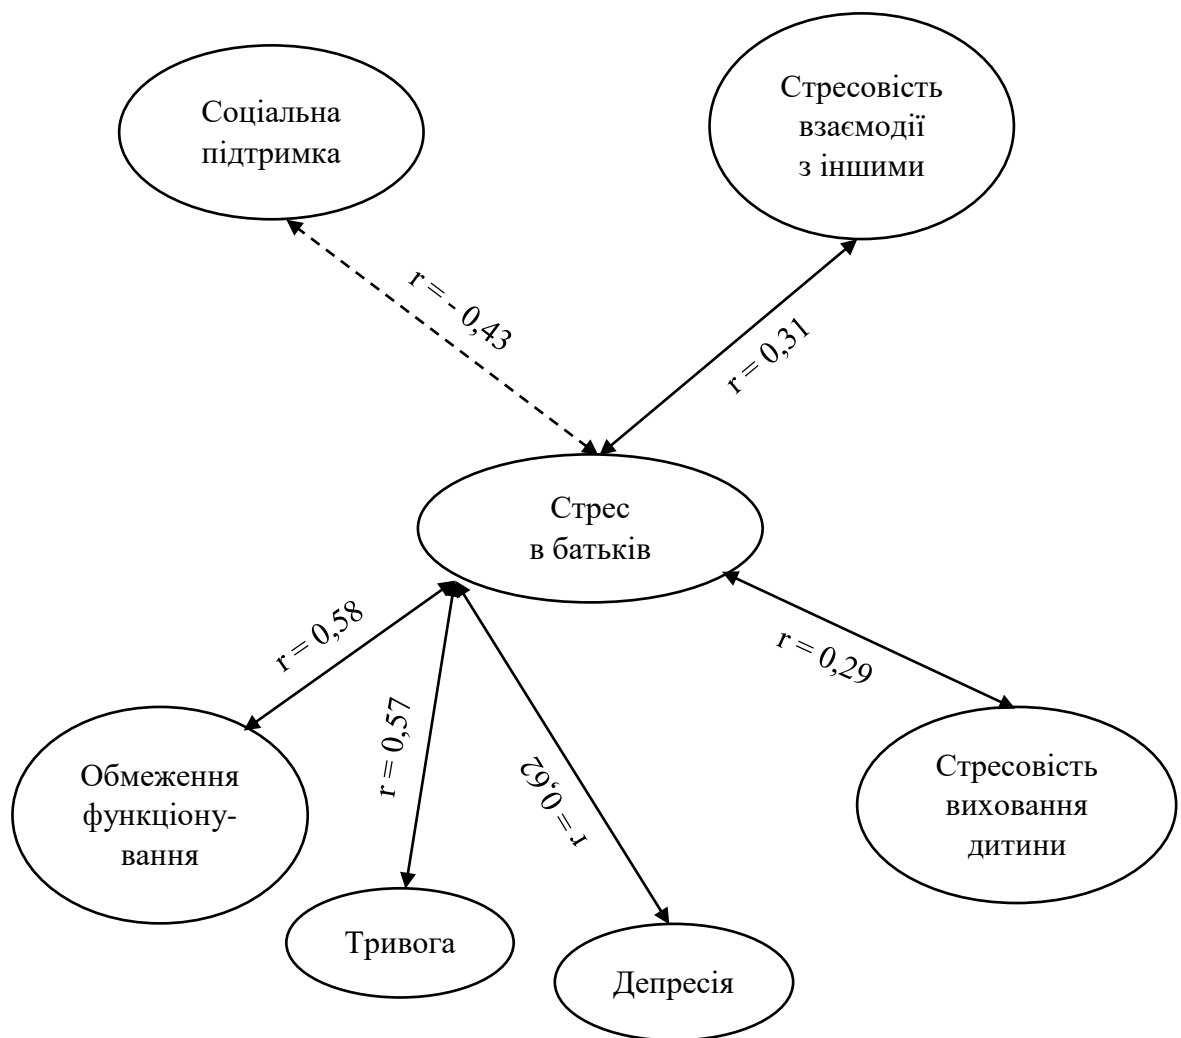 Соціальна
підтримка
Стресовість
взаємодії
з іншими
r = - 0,43
r = 0,31
Стрес
в батьків
r = 0,58
r = 0,57
r = 0,62
r = 0,29
Обмеження
функціону-
вання
Тривога
Депресія
Стресовість
виховання
дитини